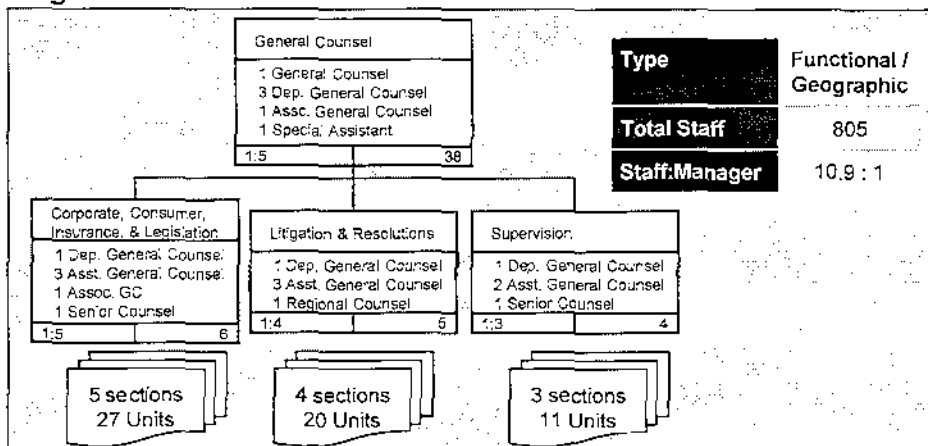 General Counsel
1 General Counsel
3 Dep. General Counsel
1 Assc. General Counsel
1 Special Assistant
1:5 38
Type Functional / Geographic
Total Staff 805
Staff:Manager 10.9 : 1
Corporate, Consumer,
Insurance, & Legislation
1 Dep. General Counsel
3 Asst. General Counsel
1 Assoc. GC
1 Senior Counsel
1:5 6
Litigation & Resolutions
1 Dep. General Counsel
3 Asst. General Counsel
1 Regional Counsel
1:4 5
Supervision
1 Dep. General Counsel
2 Asst. General Counsel
1 Senior Counsel
1:3 4
5 sections
27 Units
4 sections
20 Units
3 sections
11 Units